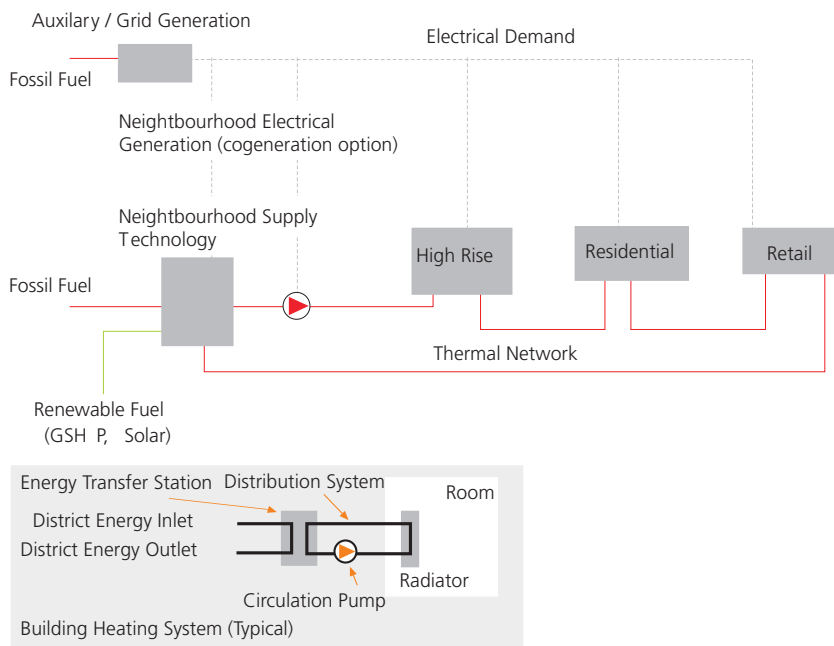 Auxilary / Grid Generation
Electrical Demand
Fossil Fuel
Neighbourhood Electrical
Generation (cogeneration option)
Neighbourhood Supply
Technology
High Rise
Residential
Retail
Fossil Fuel
Thermal Network
Renewable Fuel
(GSH P, Solar)
Energy Transfer Station
Distribution System
Room
District Energy Inlet
District Energy Outlet
Radiator
Circulation Pump
Building Heating System (Typical)